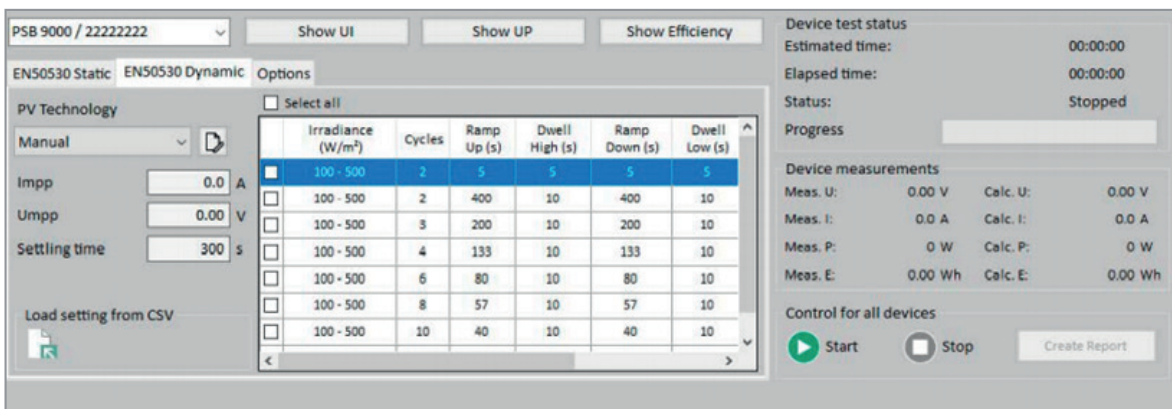 PSB 9000 / 22222222
Show UI
Show UP
Show Efficiency
EN50530 Static
EN50530 Dynamic
Options
PV Technology
Manual
Impp 0.0 A
Umpp 0.00 V
Settling time 300 s
Load setting from CSV
Select all
Irradiance (W/m²) Cycles Ramp Up (s) Dwell High (s) Ramp Down (s) Dwell Low (s)
100 - 500 2 5 5 5 5
100 - 500 2 400 10 400 10
100 - 500 3 200 10 200 10
100 - 500 4 133 10 133 10
100 - 500 6 80 10 80 10
100 - 500 8 57 10 57 10
100 - 500 10 40 10 40 10
Device test status
Estimated time: 00:00:00
Elapsed time: 00:00:00
Status: Stopped
Progress
Device measurements
Meas. U: 0.00 V Calc. U: 0.00 V
Meas. I: 0.0 A Calc. I: 0.0 A
Meas. P: 0 W Calc. P: 0 W
Meas. E: 0.00 Wh Calc. E: 0.00 Wh
Control for all devices
Start
Stop
Create Report